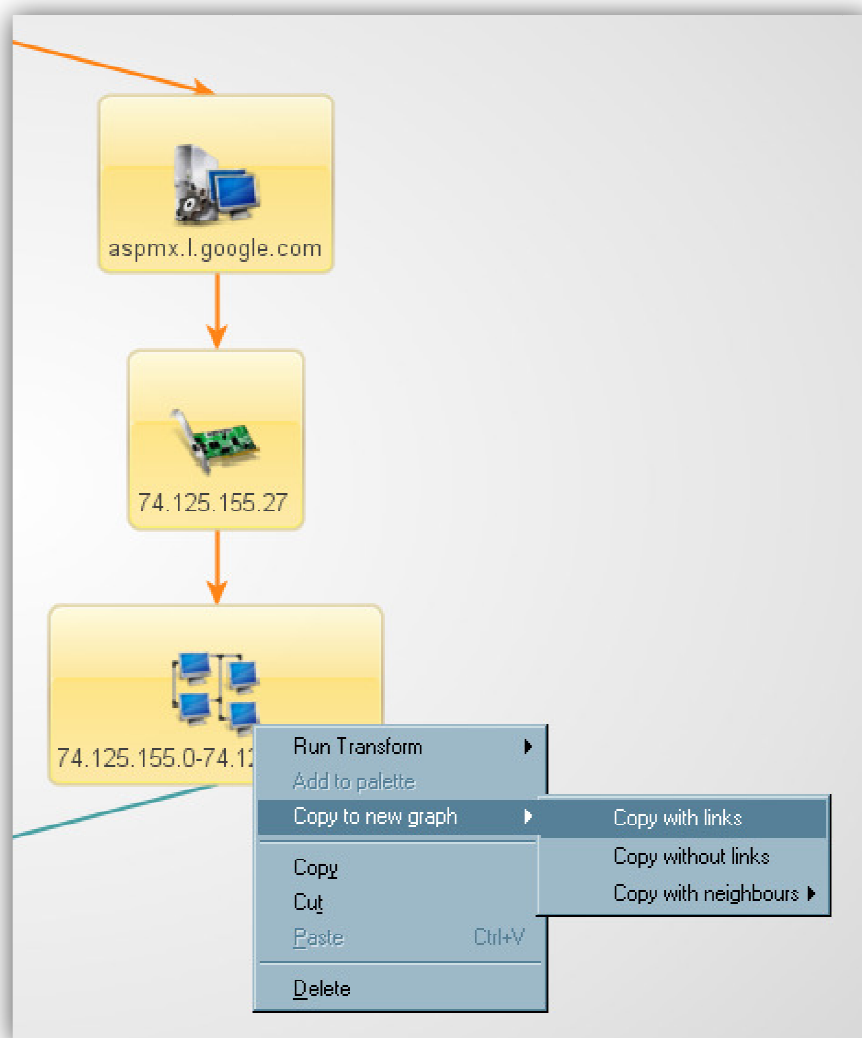 aspmx.l.google.com
74.125.155.27
74.125.155.0-74.12
Run Transform
Add to palette
Copy to new graph
Copy with links
Copy without links
Copy with neighbours
Copy
Cut
Paste Ctrl+V
Delete